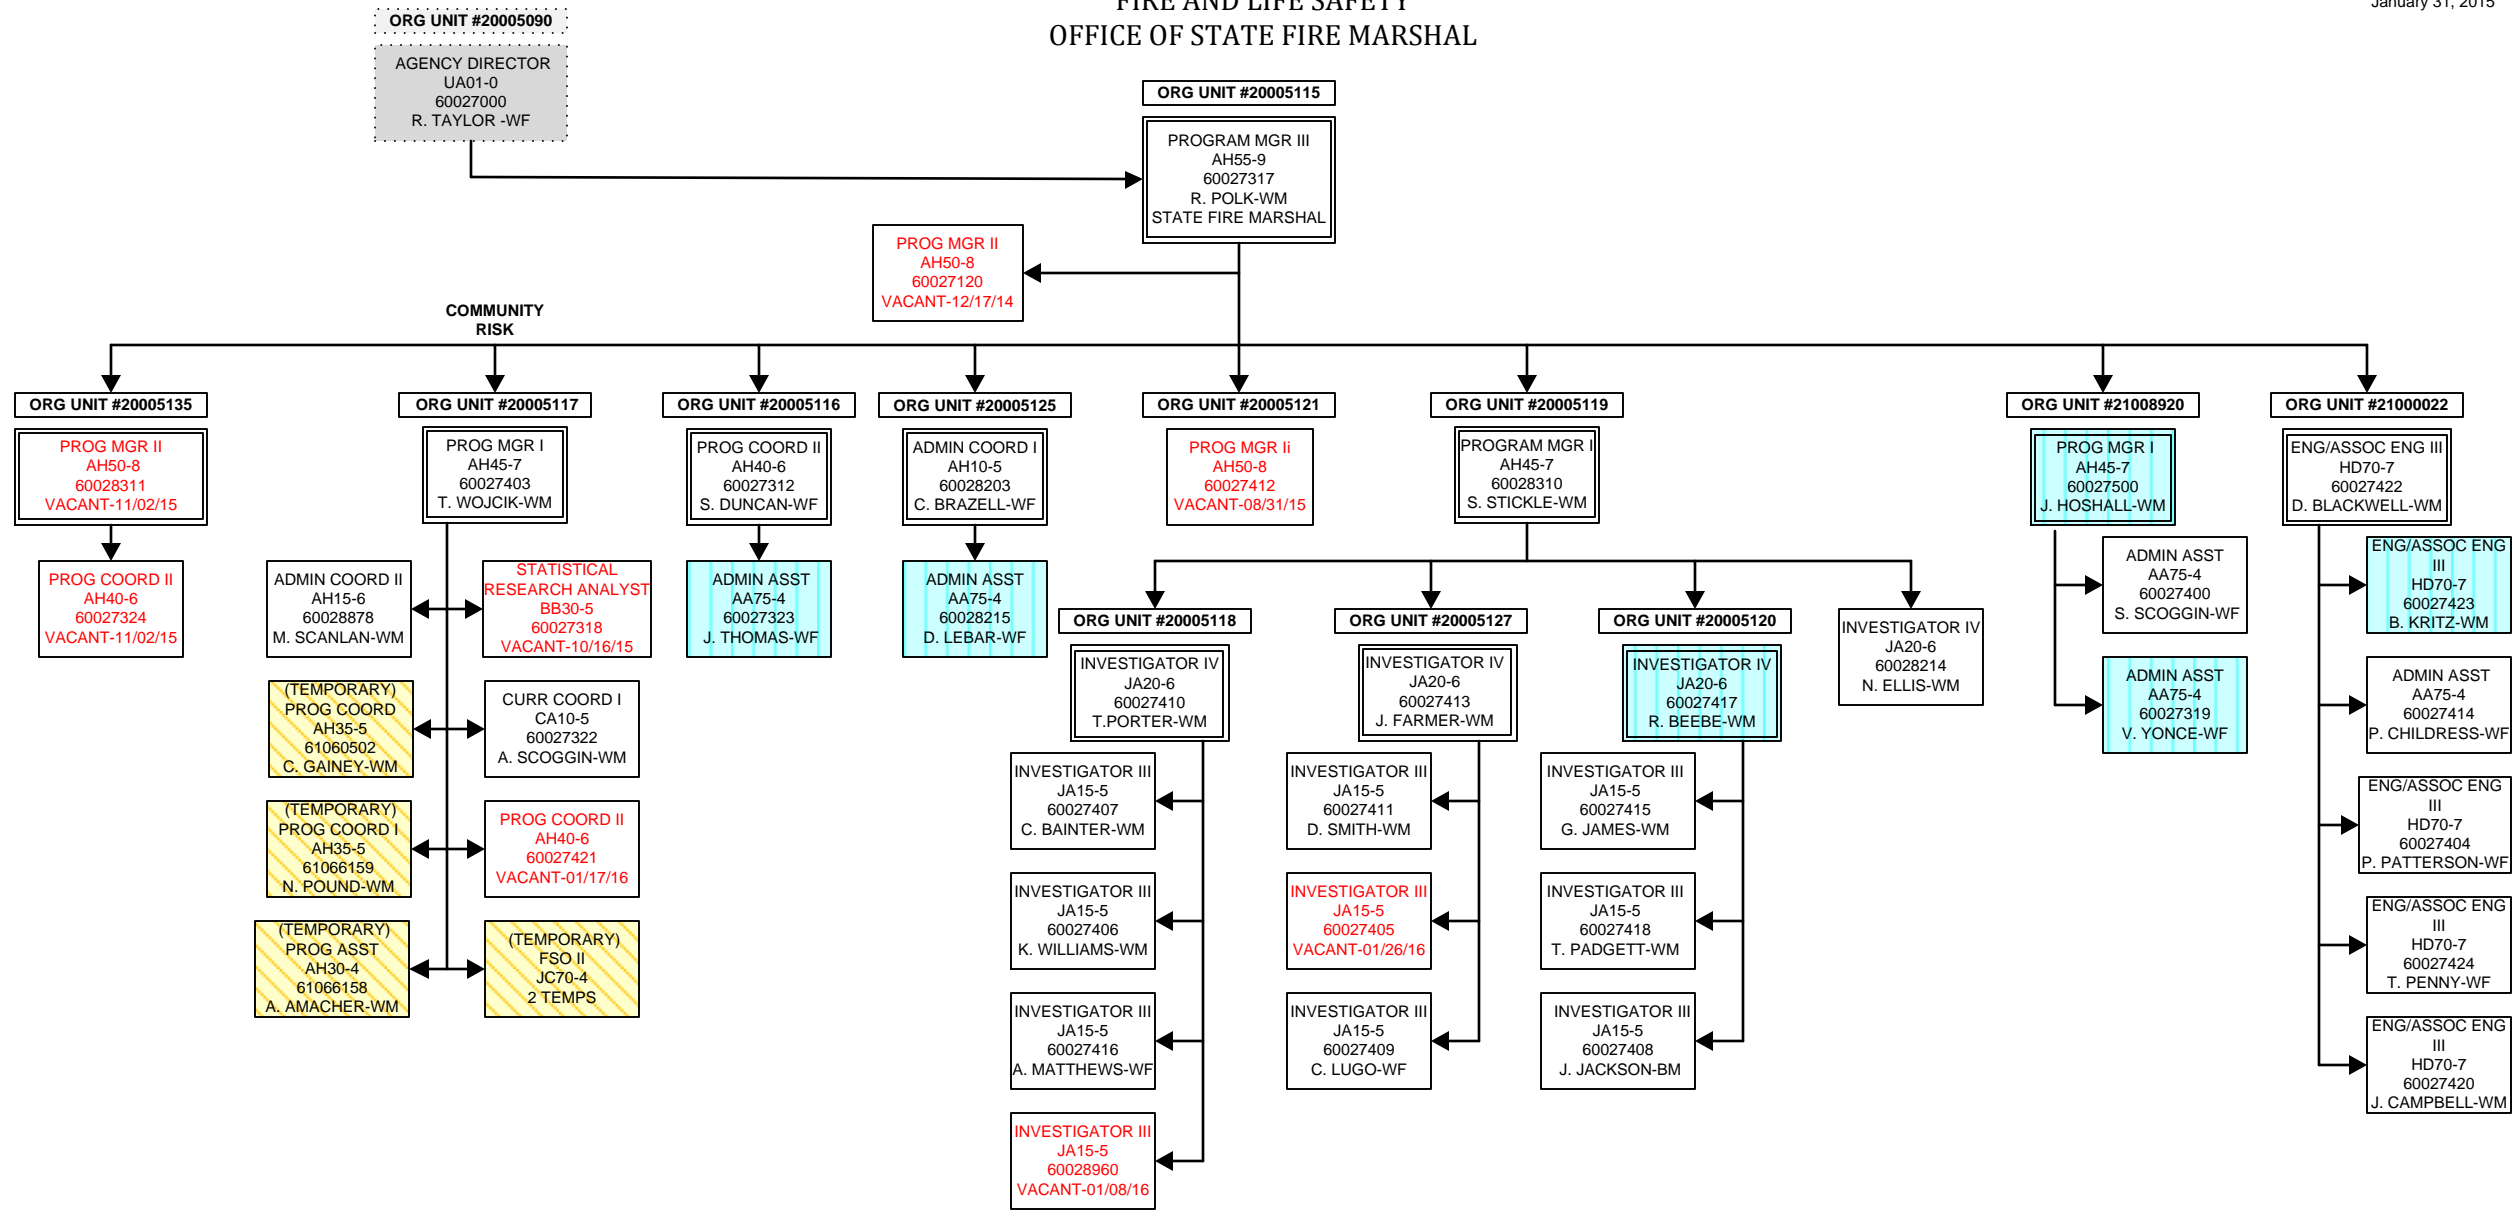 FIRE AND LIFE SAFETY
OFFICE OF STATE FIRE MARSHAL
January 31, 2015
ORG UNIT #20005090
AGENCY DIRECTOR
UA01-0
60027000
R. TAYLOR -WF
ORG UNIT #20005115
PROGRAM MGR III
AH55-9
60027317
R. POLK-WM
STATE FIRE MARSHAL
PROG MGR II
AH50-8
60027120
VACANT-12/17/14
COMMUNITY
RISK
ORG UNIT #20005135
PROG MGR II
AH50-8
60028311
VACANT-11/02/15
PROG COORD II
AH40-6
60027324
VACANT-11/02/15
ORG UNIT #20005117
PROG MGR I
AH45-7
60027403
T. WOJCIK-WM
ADMIN COORD II
AH15-6
60028878
M. SCANLAN-WM
STATISTICAL
RESEARCH ANALYST
BB30-5
60027318
VACANT-10/16/15
(TEMPORARY)
PROG COORD
AH35-5
61060502
C. GAINEY-WM
CURR COORD I
CA10-5
60027322
A. SCOGGIN-WM
(TEMPORARY)
PROG COORD I
AH35-5
61066159
N. POUND-WM
PROG COORD II
AH40-6
60027421
VACANT-01/17/16
(TEMPORARY)
PROG ASST
AH30-4
61066158
A. AMACHER-WM
(TEMPORARY)
FSO II
JC70-4
2 TEMPS
ORG UNIT #20005116
PROG COORD II
AH40-6
60027312
S. DUNCAN-WF
ADMIN ASST
AA75-4
60027323
J. THOMAS-WF
ORG UNIT #20005125
ADMIN COORD I
AH10-5
60028203
C. BRAZELL-WF
ADMIN ASST
AA75-4
60028215
D. LEBAR-WF
ORG UNIT #20005121
PROG MGR Ii
AH50-8
60027412
VACANT-08/31/15
ORG UNIT #20005119
PROGRAM MGR I
AH45-7
60028310
S. STICKLE-WM
ORG UNIT #20005118
INVESTIGATOR IV
JA20-6
60027410
T.PORTER-WM
INVESTIGATOR III
JA15-5
60027407
C. BAINTER-WM
INVESTIGATOR III
JA15-5
60027406
K. WILLIAMS-WM
INVESTIGATOR III
JA15-5
60027416
A. MATTHEWS-WF
INVESTIGATOR III
JA15-5
60028960
VACANT-01/08/16
ORG UNIT #20005127
INVESTIGATOR IV
JA20-6
60027413
J. FARMER-WM
INVESTIGATOR III
JA15-5
60027411
D. SMITH-WM
INVESTIGATOR III
JA15-5
60027405
VACANT-01/26/16
INVESTIGATOR III
JA15-5
60027409
C. LUGO-WF
ORG UNIT #20005120
INVESTIGATOR IV
JA20-6
60027417
R. BEEBE-WM
INVESTIGATOR III
JA15-5
60027415
G. JAMES-WM
INVESTIGATOR III
JA15-5
60027418
T. PADGETT-WM
INVESTIGATOR III
JA15-5
60027408
J. JACKSON-BM
INVESTIGATOR IV
JA20-6
60028214
N. ELLIS-WM
ORG UNIT #21008920
PROG MGR I
AH45-7
60027500
J. HOSHALL-WM
ADMIN ASST
AA75-4
60027400
S. SCOGGIN-WF
ADMIN ASST
AA75-4
60027319
V. YONCE-WF
ORG UNIT #21000022
ENG/ASSOC ENG III
HD70-7
60027422
D. BLACKWELL-WM
ENG/ASSOC ENG
III
HD70-7
60027423
B. KRITZ-WM
ADMIN ASST
AA75-4
60027414
P. CHILDRESS-WF
ENG/ASSOC ENG
III
HD70-7
60027404
P. PATTERSON-WF
ENG/ASSOC ENG
III
HD70-7
60027424
T. PENNY-WF
ENG/ASSOC ENG
III
HD70-7
60027420
J. CAMPBELL-WM